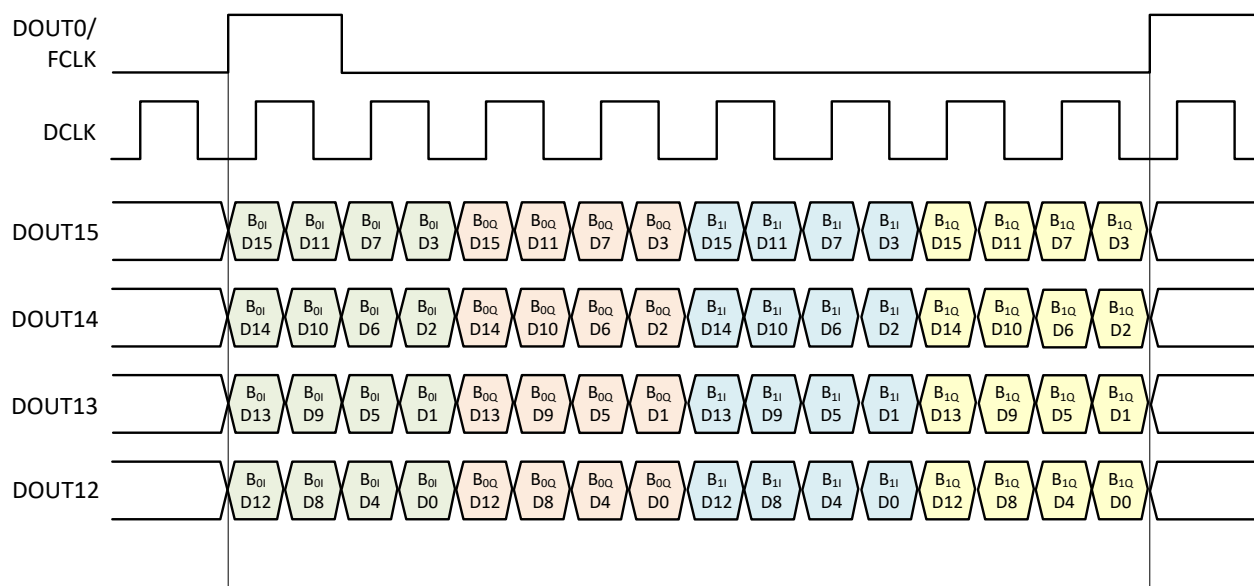 DOUT0/
FCLK
DCLK
DOUT15
B0I B0I B0I B0I B0Q B0Q B0Q B0Q B1I B1I B1I B1I B1Q B1Q B1Q B1Q
D15 D11 D7 D3 D15 D11 D7 D3 D15 D11 D7 D3 D15 D11 D7 D3
DOUT14
B0I B0I B0I B0I B0Q B0Q B0Q B0Q B1I B1I B1I B1I B1Q B1Q B1Q B1Q
D14 D10 D6 D2 D14 D10 D6 D2 D14 D10 D6 D2 D14 D10 D6 D2
DOUT13
B0I B0I B0I B0I B0Q B0Q B0Q B0Q B1I B1I B1I B1I B1Q B1Q B1Q B1Q
D13 D9 D5 D1 D13 D9 D5 D1 D13 D9 D5 D1 D13 D9 D5 D1
DOUT12
B0I B0I B0I B0I B0Q B0Q B0Q B0Q B1I B1I B1I B1I B1Q B1Q B1Q B1Q
D12 D8 D4 D0 D12 D8 D4 D0 D12 D8 D4 D0 D12 D8 D4 D0